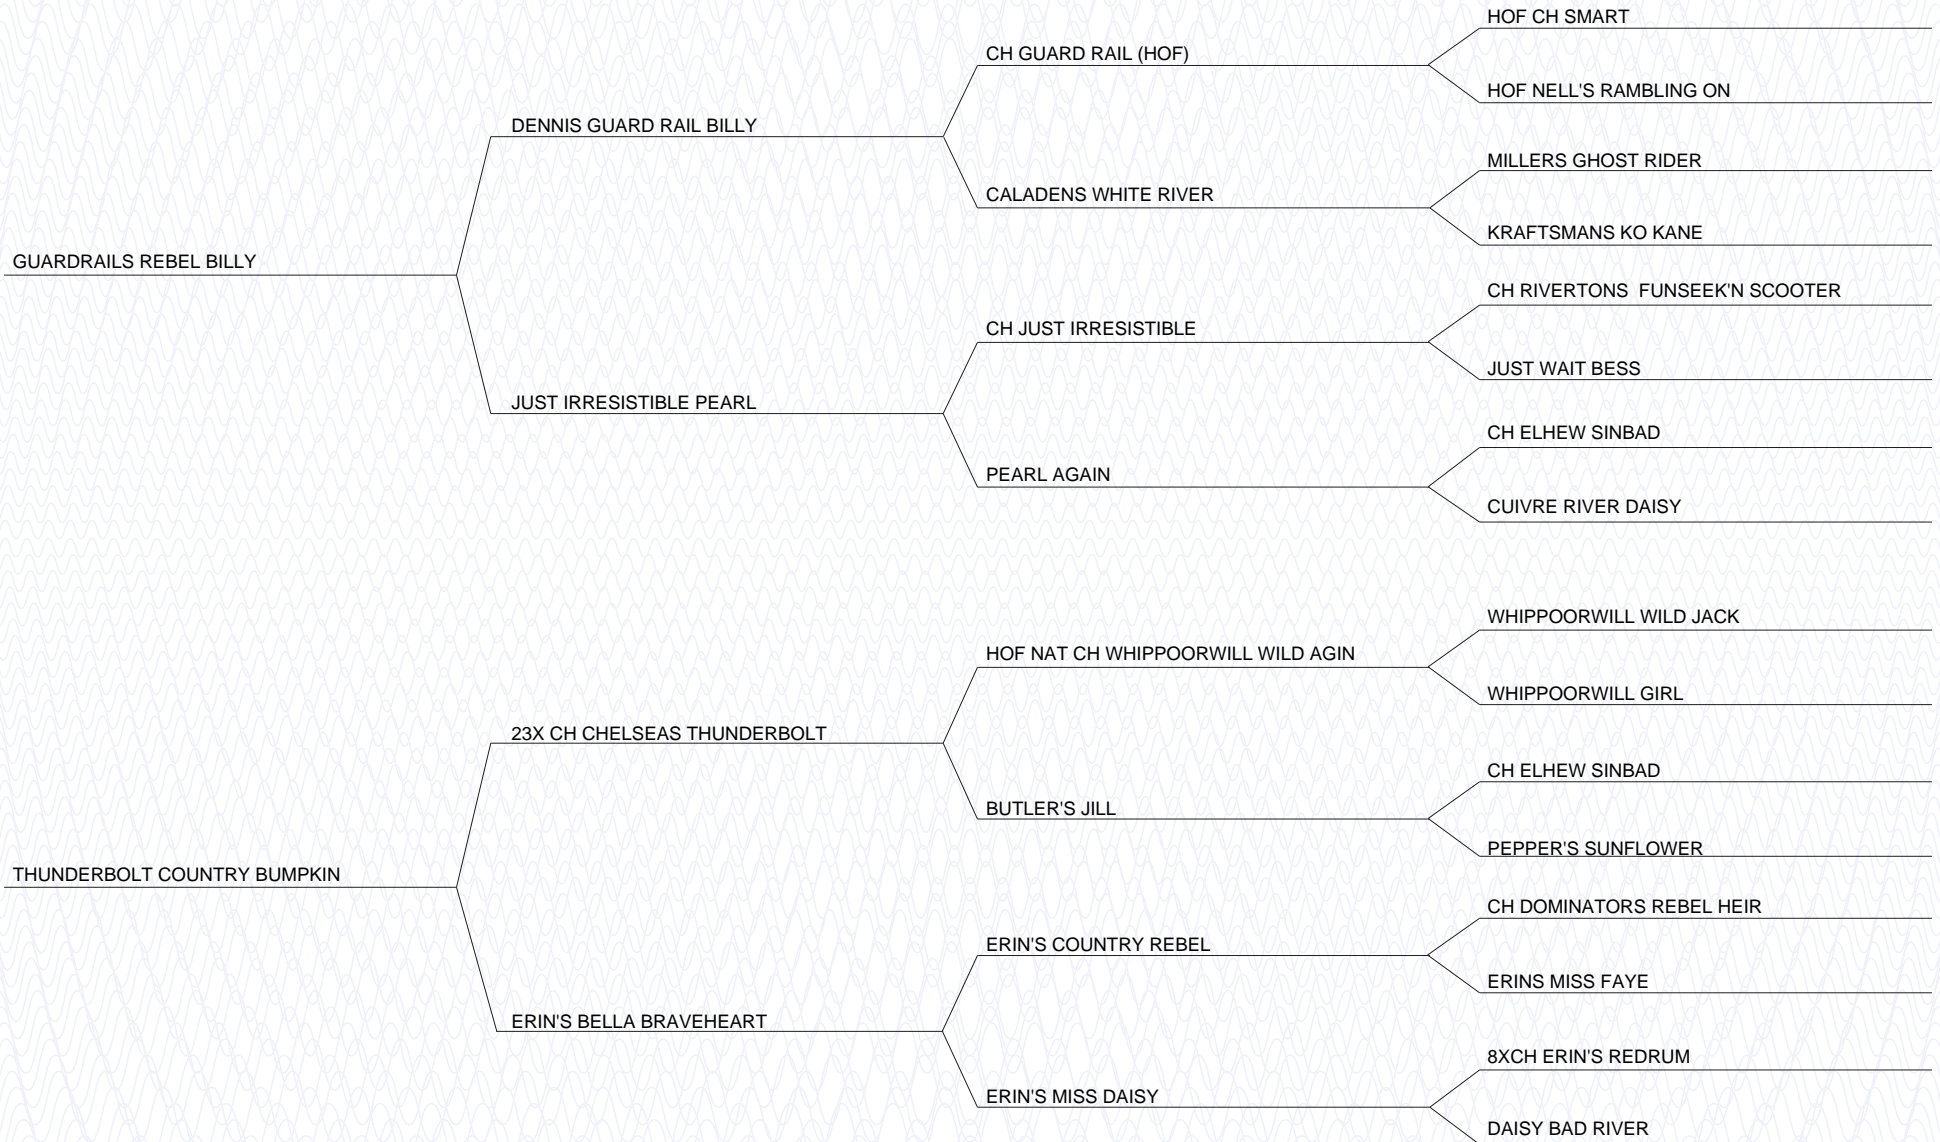 HOF CH SMART
CH GUARD RAIL (HOF)
HOF NELL'S RAMBLING ON
DENNIS GUARD RAIL BILLY
MILLERS GHOST RIDER
CALADENS WHITE RIVER
KRAFTSMANS KO KANE
GUARDRAILS REBEL BILLY
CH RIVERTONS  FUNSEEK'N SCOOTER
CH JUST IRRESISTIBLE
JUST WAIT BESS
JUST IRRESISTIBLE PEARL
CH ELHEW SINBAD
PEARL AGAIN
CUIVRE RIVER DAISY
WHIPPOORWILL WILD JACK
HOF NAT CH WHIPPOORWILL WILD AGIN
WHIPPOORWILL GIRL
23X CH CHELSEAS THUNDERBOLT
CH ELHEW SINBAD
BUTLER'S JILL
PEPPER'S SUNFLOWER
THUNDERBOLT COUNTRY BUMPKIN
CH DOMINATORS REBEL HEIR
ERIN'S COUNTRY REBEL
ERINS MISS FAYE
ERIN'S BELLA BRAVEHEART
8XCH ERIN'S REDRUM
ERIN'S MISS DAISY
DAISY BAD RIVER